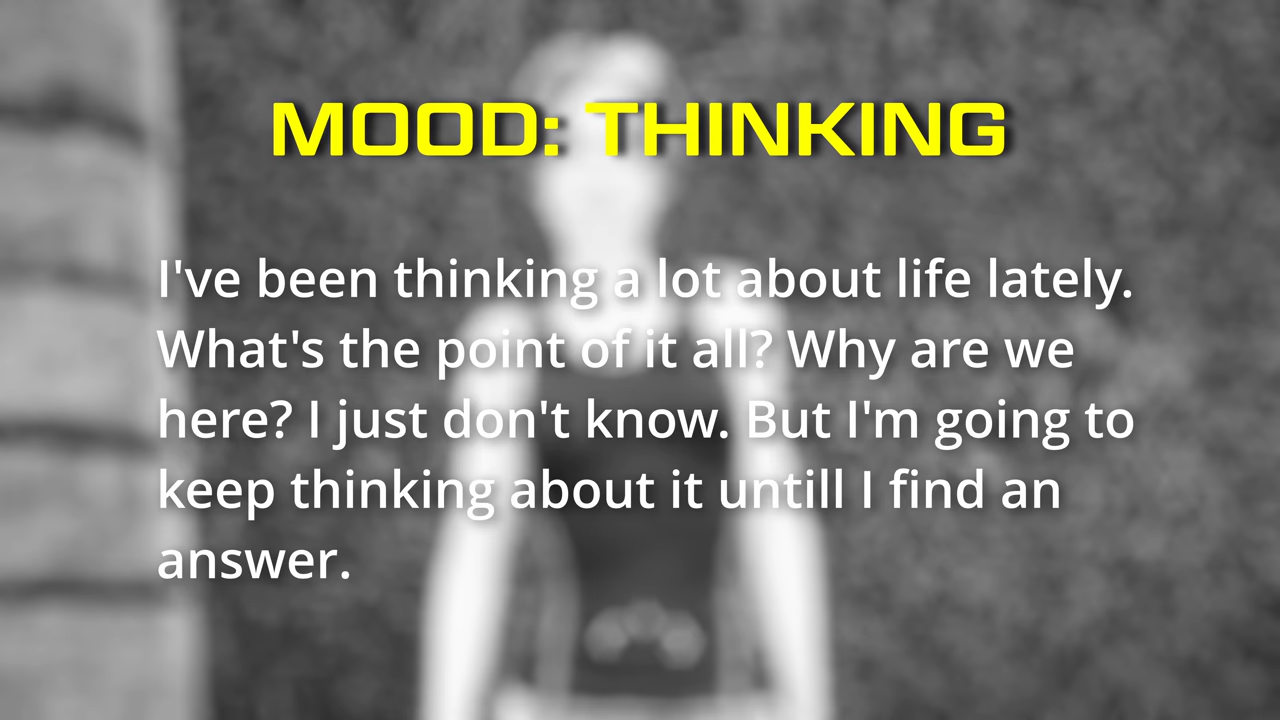 MOOD: THINKING
I've been thinking a lot about life lately.
What's the point of it all? Why are we
here? I just don't know. But I'm going to
keep thinking about it untill I find an
answer.